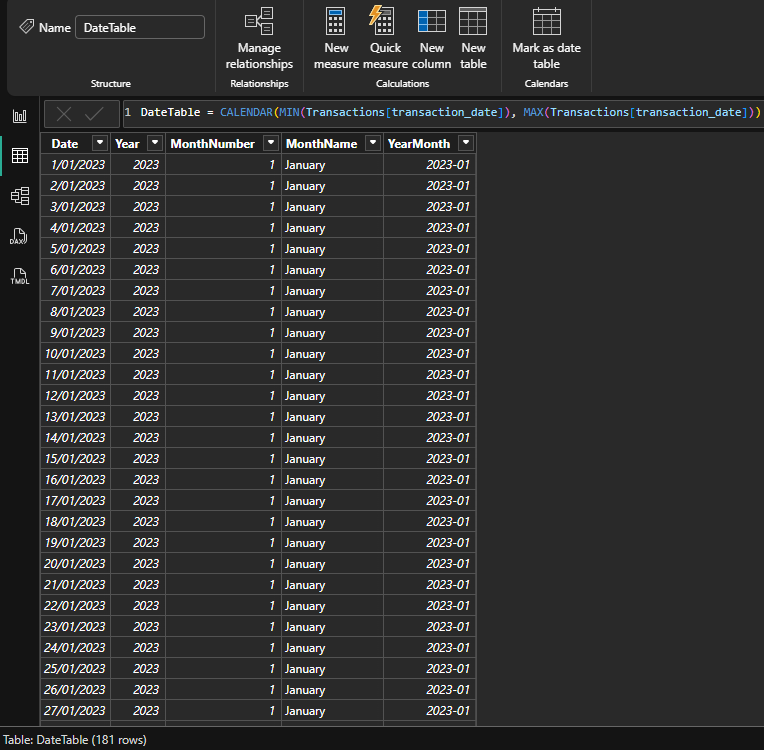 Name DateTable
Manage relationships
New measure
Quick measure
New column
New table
Mark as date table
Structure Relationships Calculations Calendars
1 DateTable = CALENDAR(MIN(Transactions[transaction_date]), MAX(Transactions[transaction_date]))
DAX
TMDL
Date Year MonthNumber MonthName YearMonth
1/01/2023 2023 1 January 2023-01
2/01/2023 2023 1 January 2023-01
3/01/2023 2023 1 January 2023-01
4/01/2023 2023 1 January 2023-01
5/01/2023 2023 1 January 2023-01
6/01/2023 2023 1 January 2023-01
7/01/2023 2023 1 January 2023-01
8/01/2023 2023 1 January 2023-01
9/01/2023 2023 1 January 2023-01
10/01/2023 2023 1 January 2023-01
11/01/2023 2023 1 January 2023-01
12/01/2023 2023 1 January 2023-01
13/01/2023 2023 1 January 2023-01
14/01/2023 2023 1 January 2023-01
15/01/2023 2023 1 January 2023-01
16/01/2023 2023 1 January 2023-01
17/01/2023 2023 1 January 2023-01
18/01/2023 2023 1 January 2023-01
19/01/2023 2023 1 January 2023-01
20/01/2023 2023 1 January 2023-01
21/01/2023 2023 1 January 2023-01
22/01/2023 2023 1 January 2023-01
23/01/2023 2023 1 January 2023-01
24/01/2023 2023 1 January 2023-01
25/01/2023 2023 1 January 2023-01
26/01/2023 2023 1 January 2023-01
27/01/2023 2023 1 January 2023-01
Table: DateTable (181 rows)